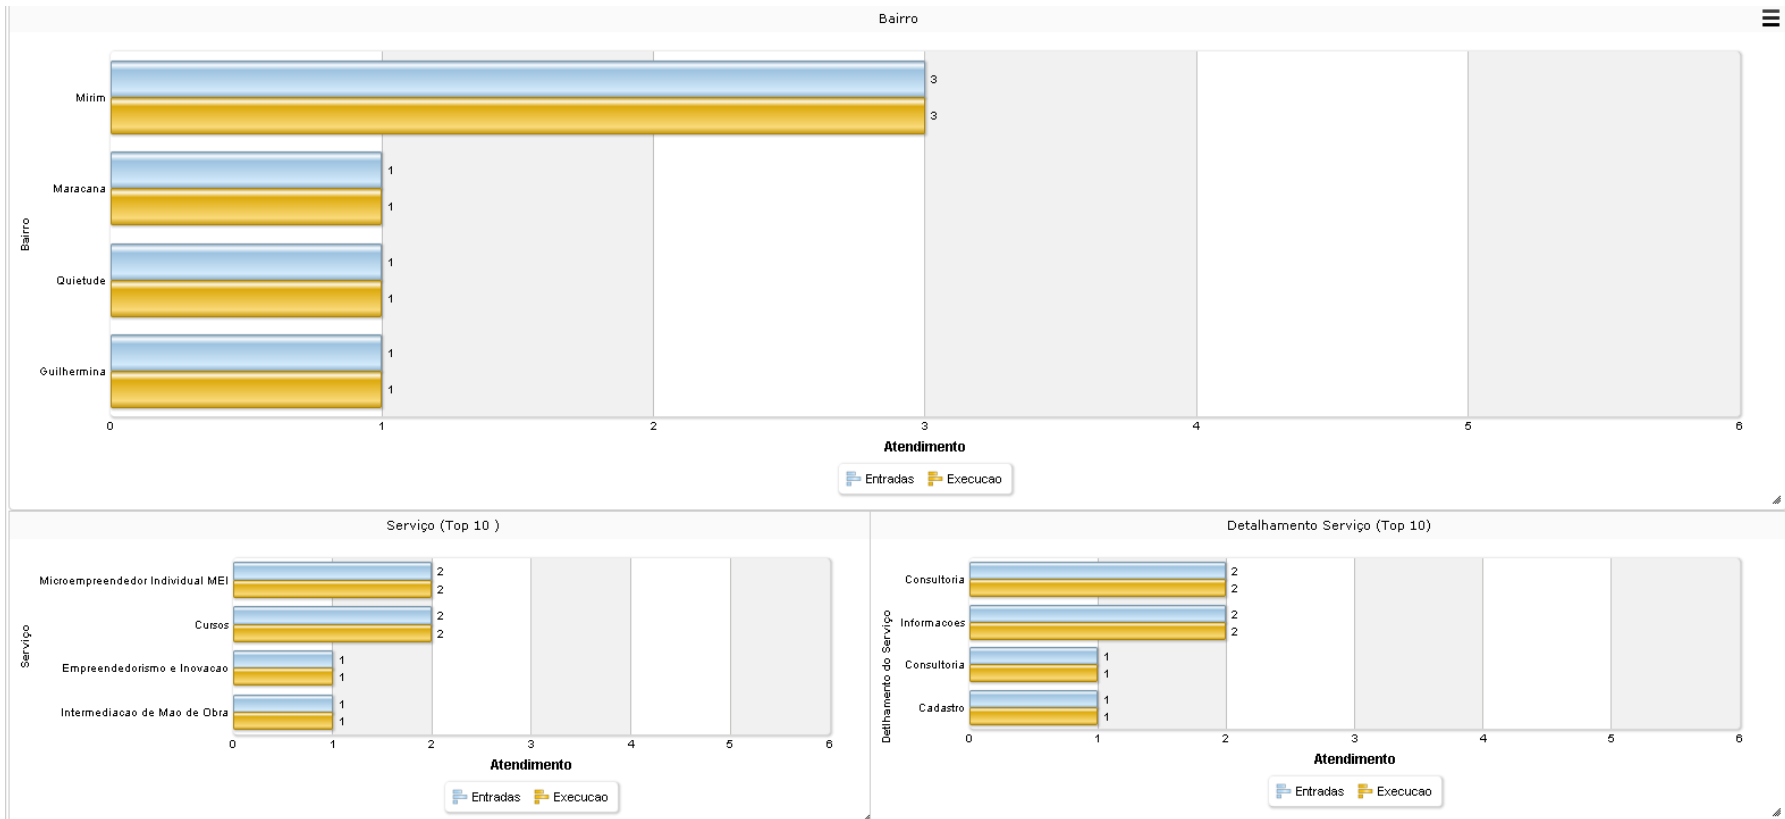 Bairro
Mirim
3
3
Maracana
1
1
Bairro
Quietude
1
1
Guilhermina
1
1
0 1 2 3 4 5 6
Atendimento
Entradas Execucao
Serviço (Top 10 )
Microempreendedor Individual MEI
2
2
Cursos
2
2
Serviço
Empreendedorismo e Inovacao
1
1
Intermediacao de Mao de Obra
1
1
0 1 2 3 4 5 6
Atendimento
Entradas Execucao
Detalhamento Serviço (Top 10)
Consultoria
2
2
Informacoes
2
2
Detlhamento do Serviço
Consultoria
1
1
Cadastro
1
1
0 1 2 3 4 5 6
Atendimento
Entradas Execucao